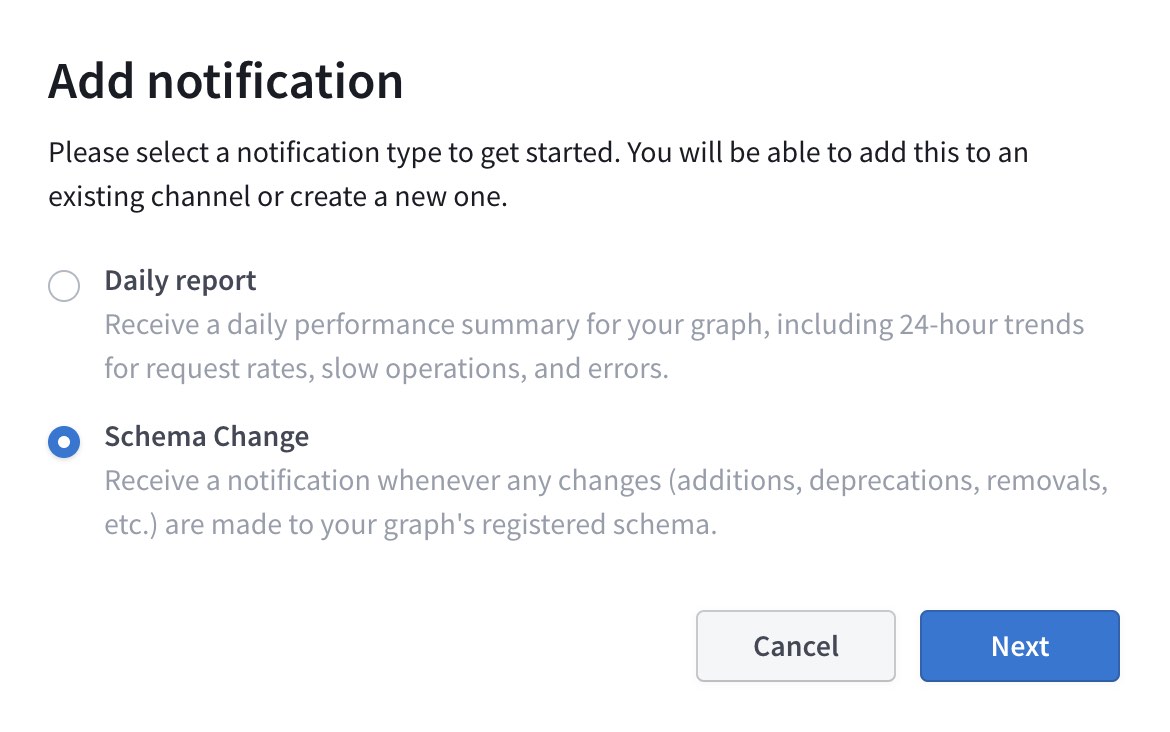 Add notification
Please select a notification type to get started. You will be able to add this to an
existing channel or create a new one.
Daily report
Receive a daily performance summary for your graph, including 24-hour trends
for request rates, slow operations, and errors.
Schema Change
Receive a notification whenever any changes (additions, deprecations, removals,
etc.) are made to your graph's registered schema.
Cancel
Next